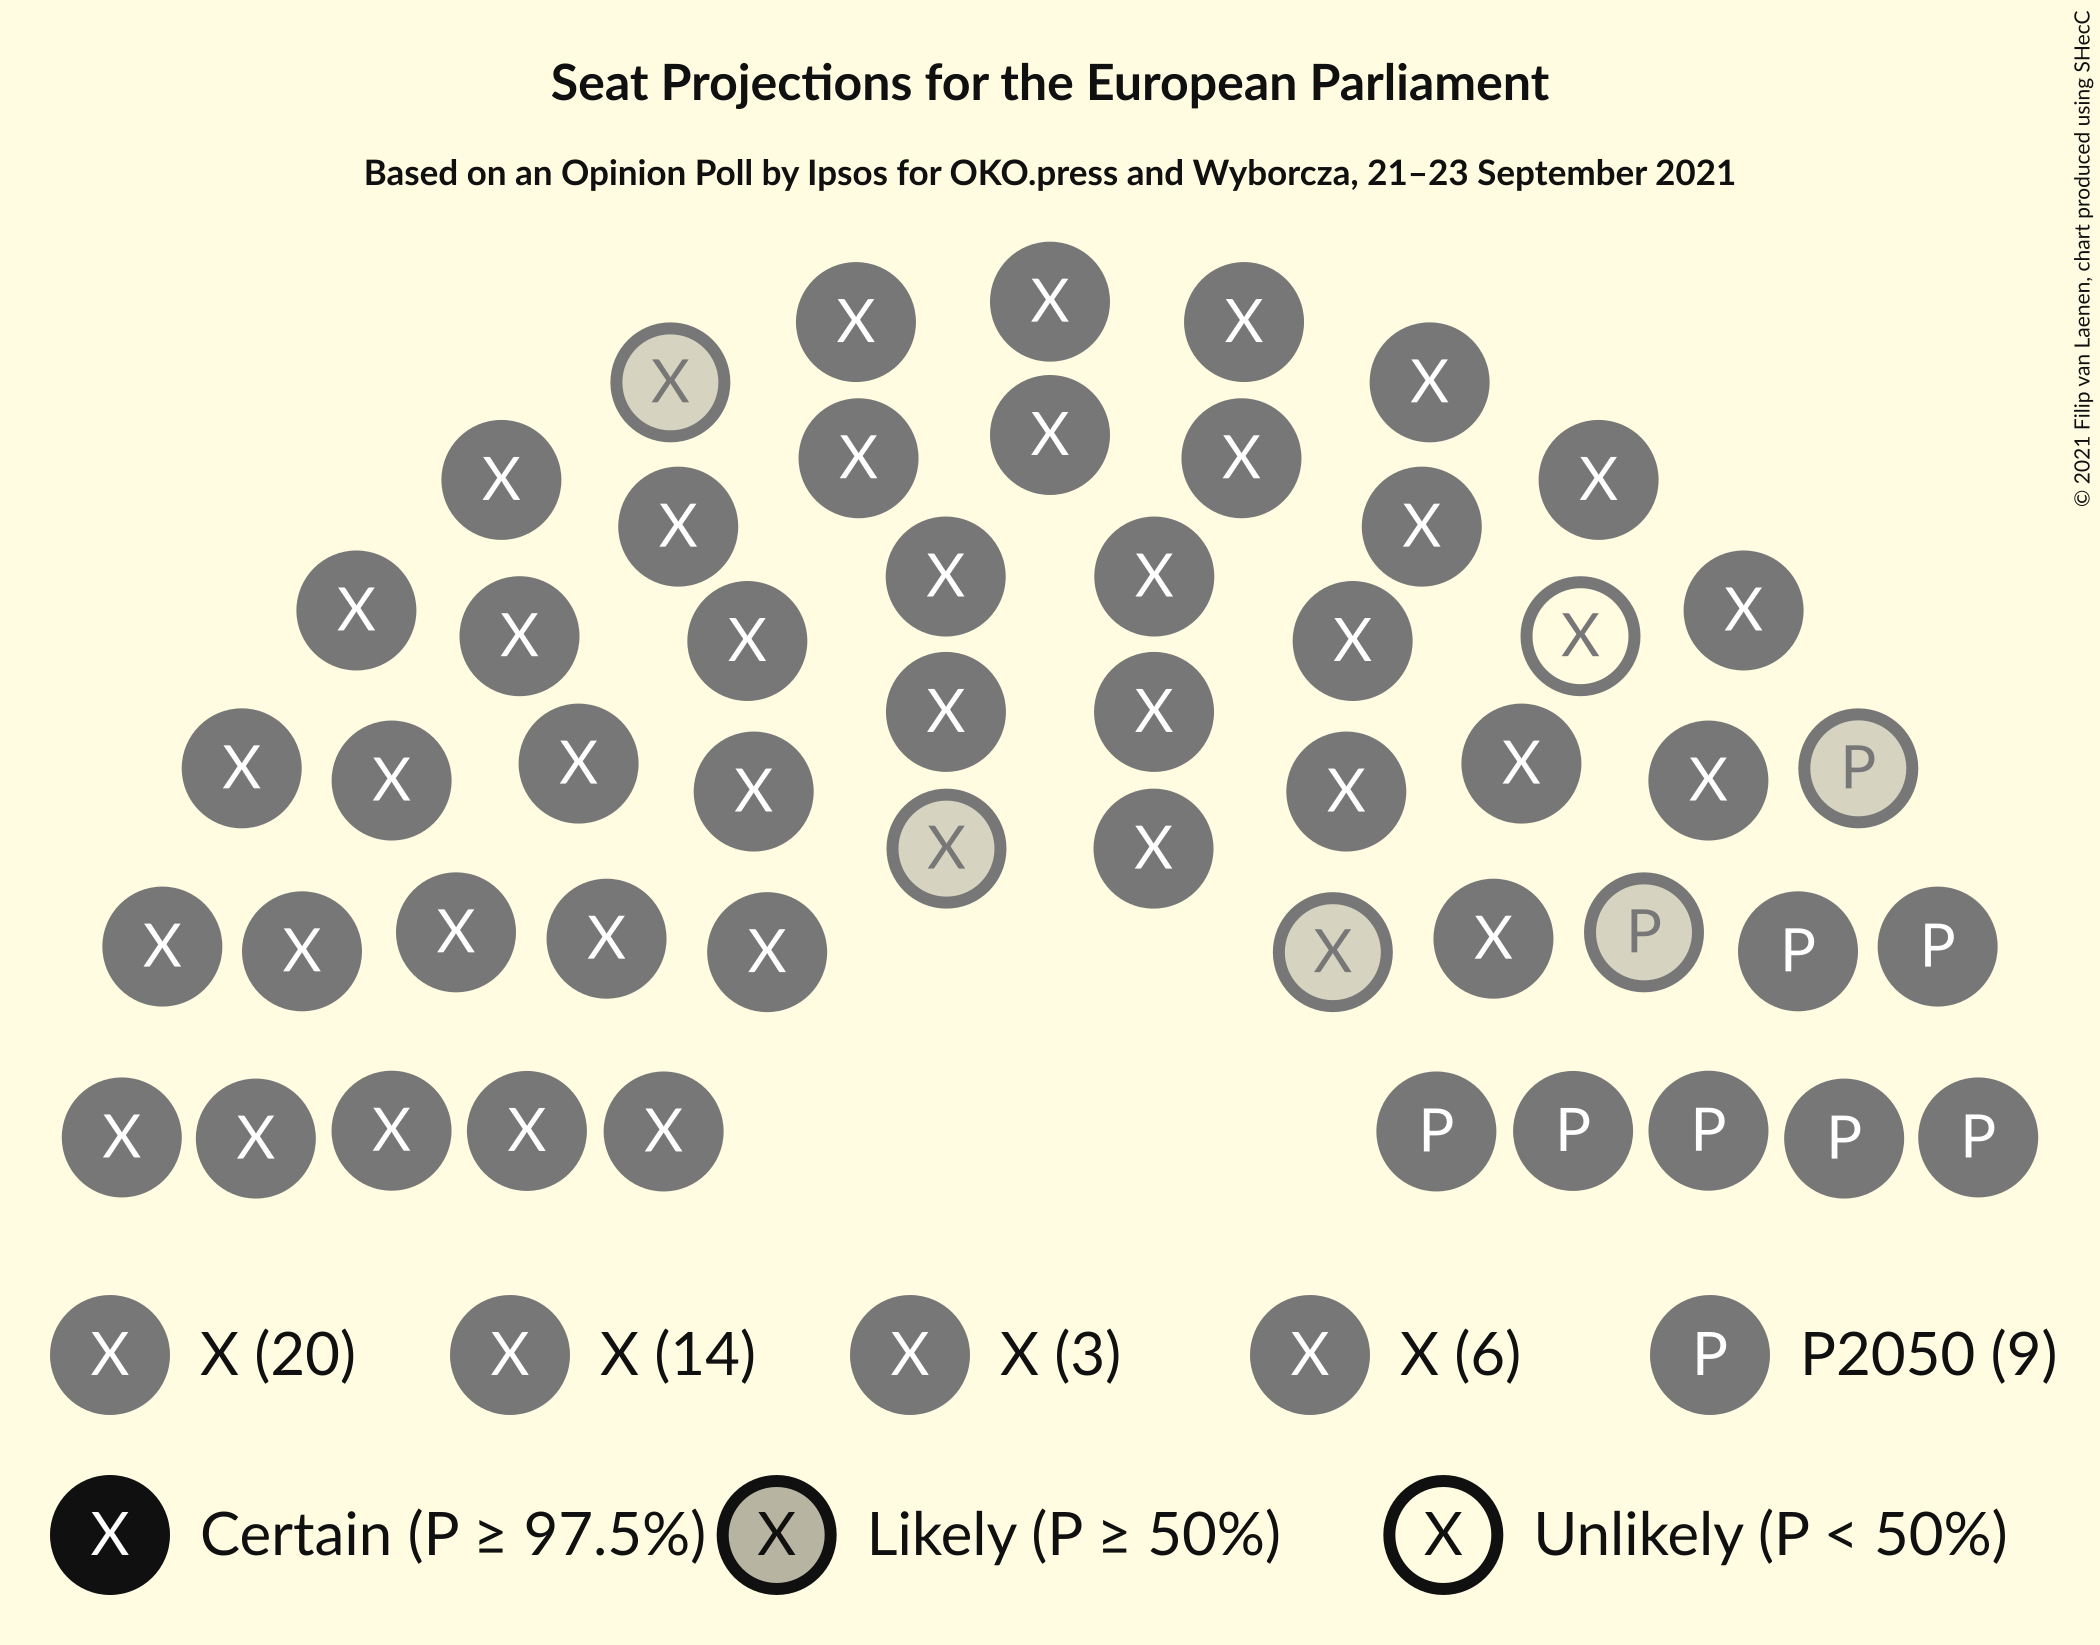 Seat Projections for the European Parliament
Based on an Opinion Poll by Ipsos for OKO.press and Wyborcza, 21–23 September 2021
© 2021 Filip van Laenen, chart produced using SHecC
X X X
X X
X X X
X X
X X
X X
X X X X
X X X X
X X
X X X X P
X X X X
X X
X X X P
X X
X X X X P P
X X X X P P P X X P P P
X X (20) X X (14) X X (3) X X (6) P P2050 (9)
X Certain (P ≥ 97.5%) X Likely (P ≥ 50%) X Unlikely (P < 50%)